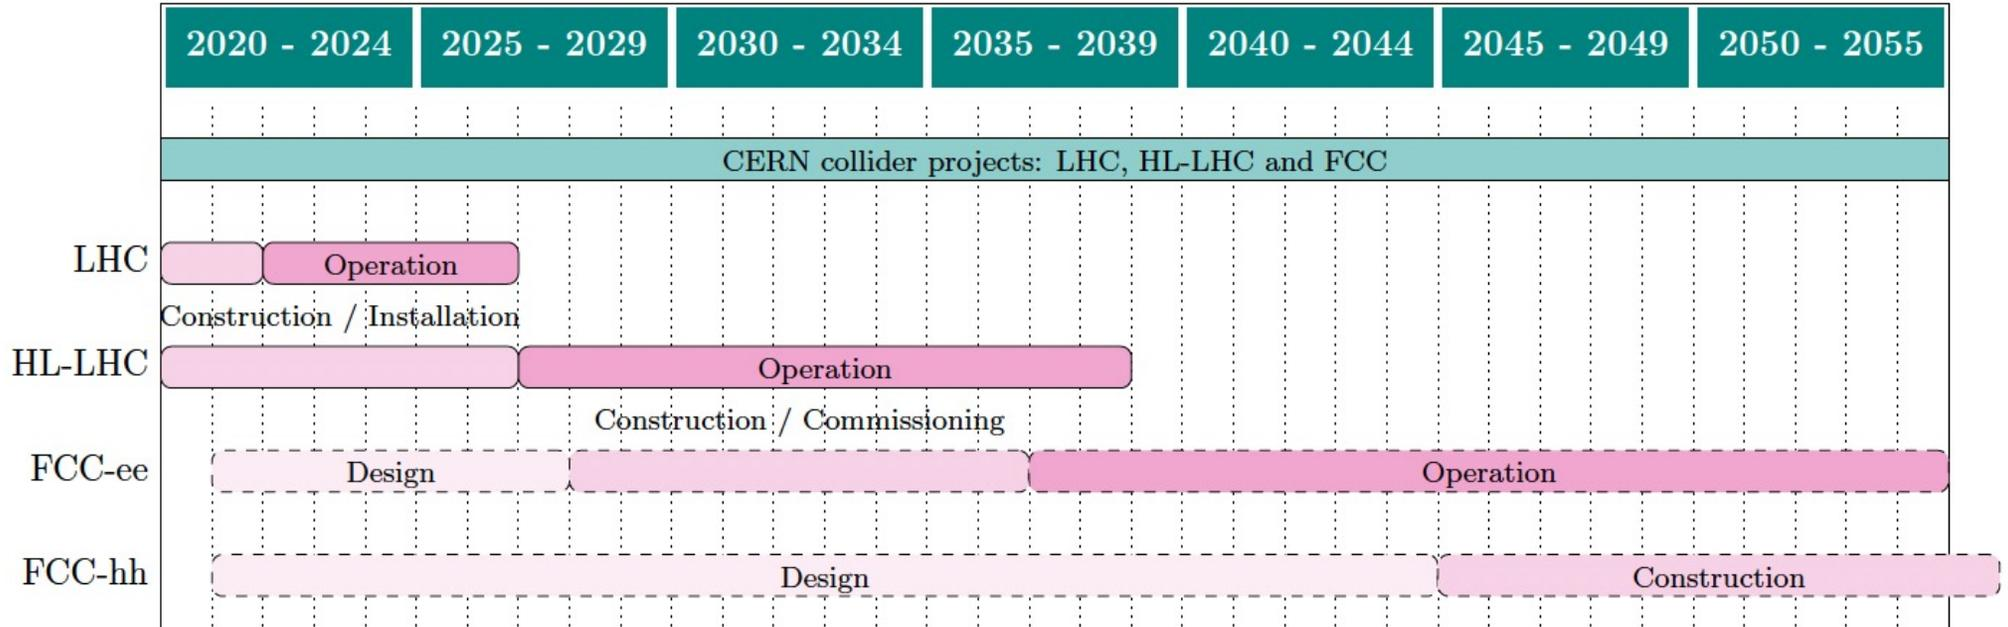 2020 - 2024 2025 - 2029 2030 - 2034 2035 - 2039 2040 - 2044 2045 - 2049 2050 - 2055
CERN collider projects: LHC, HL-LHC and FCC
LHC Operation
Construction / Installation
HL-LHC Operation
Construction / Commissioning
FCC-ee Design Operation
FCC-hh Design Construction